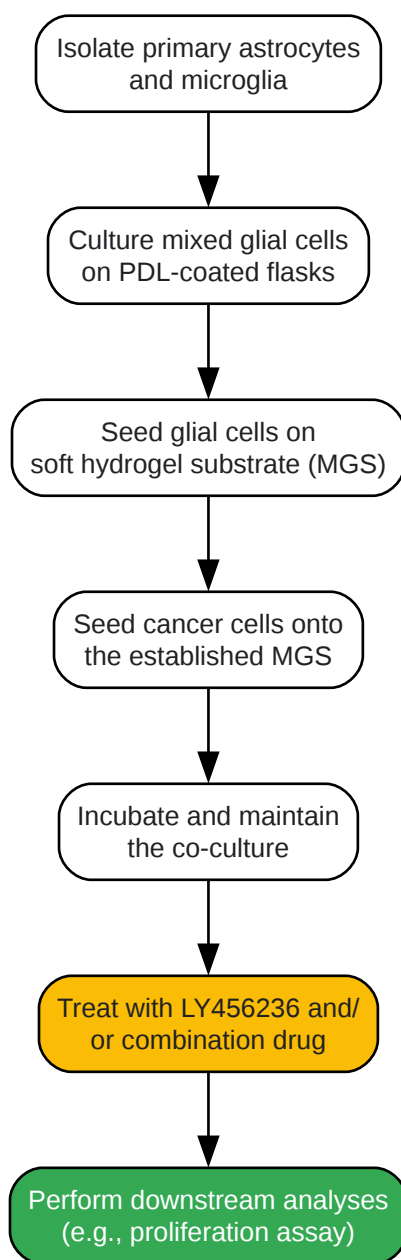 Isolate primary astrocytes
and microglia
Culture mixed glial cells
on PDL-coated flasks
Seed glial cells on
soft hydrogel substrate (MGS)
Seed cancer cells onto
the established MGS
Incubate and maintain
the co-culture
Treat with LY456236 and/
or combination drug
Perform downstream analyses
(e.g., proliferation assay)